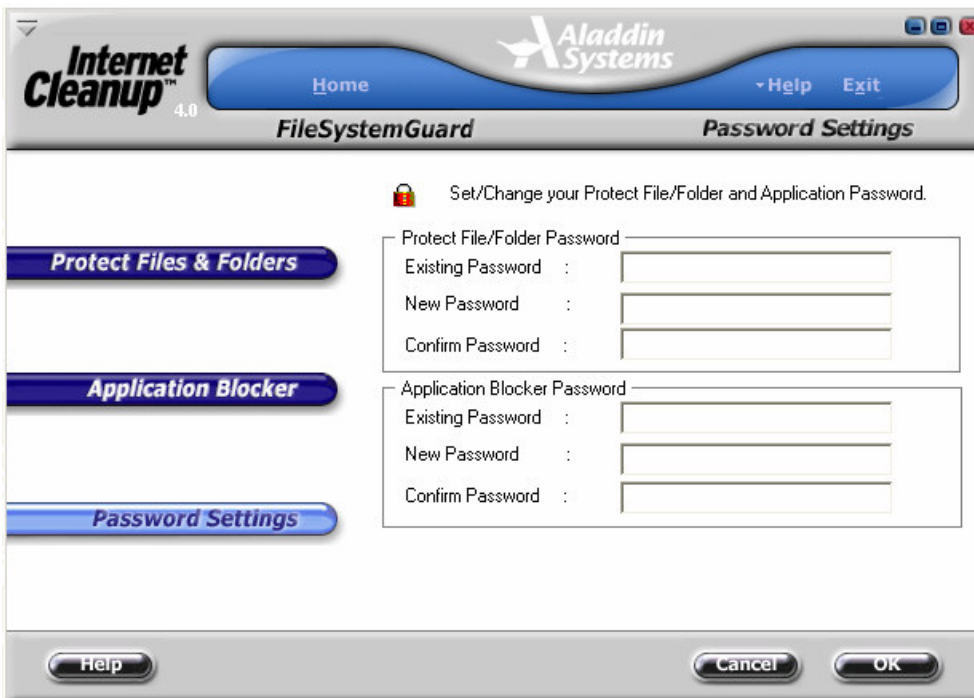 Internet
Cleanup™ 4.0
Aladdin
Systems
Home
Help
Exit
FileSystemGuard
Password Settings
Set/Change your Protect File/Folder and Application Password.
Protect Files & Folders
Application Blocker
Password Settings
Protect File/Folder Password
Existing Password :
New Password :
Confirm Password :
Application Blocker Password
Existing Password :
New Password :
Confirm Password :
Help
Cancel
OK